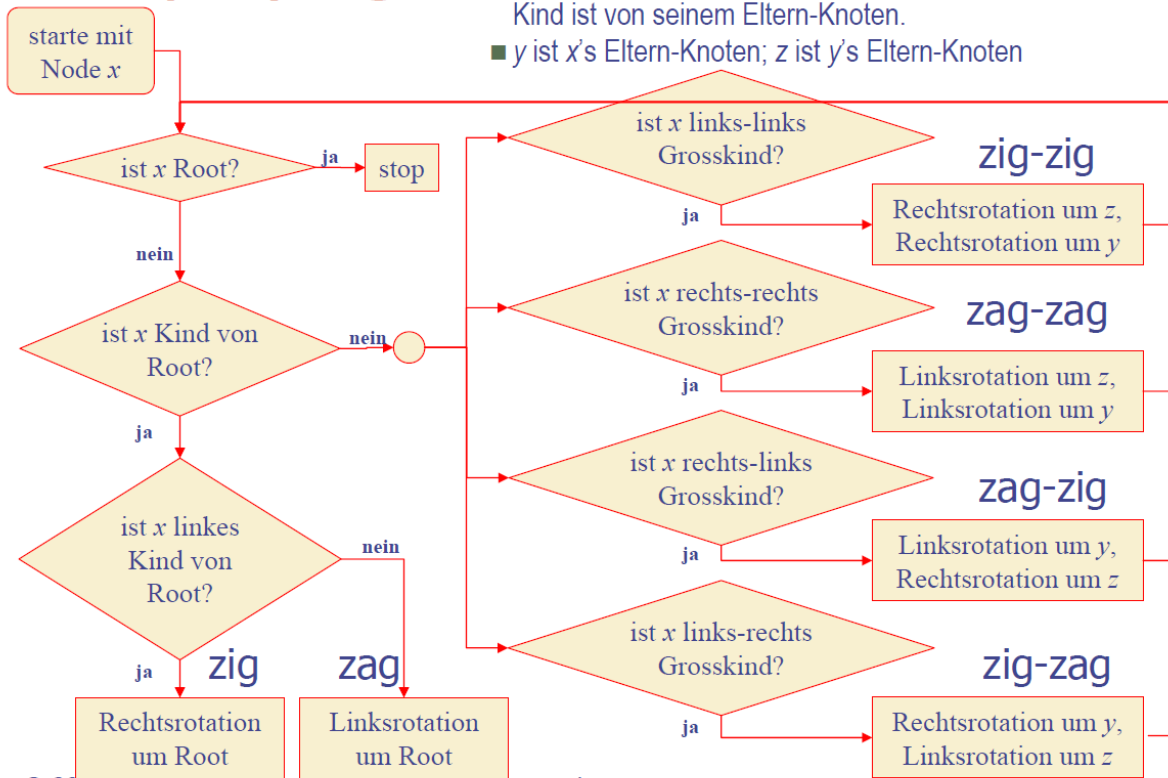 Kind ist von seinem Eltern-Knoten.
■ y ist x's Eltern-Knoten; z ist y's Eltern-Knoten
starte mit
Node x
ist x Root?
ja
stop
nein
ist x Kind von
Root?
nein
ja
ist x linkes
Kind von
Root?
nein
ja
zig
zag
Rechtsrotation
um Root
Linksrotation
um Root
ist x links-links
Grosskind?
ja
zig-zig
Rechtsrotation um z,
Rechtsrotation um y
ist x rechts-rechts
Grosskind?
ja
zag-zag
Linksrotation um z,
Linksrotation um y
ist x rechts-links
Grosskind?
ja
zag-zig
Linksrotation um y,
Rechtsrotation um z
ist x links-rechts
Grosskind?
ja
zig-zag
Rechtsrotation um y,
Linksrotation um z